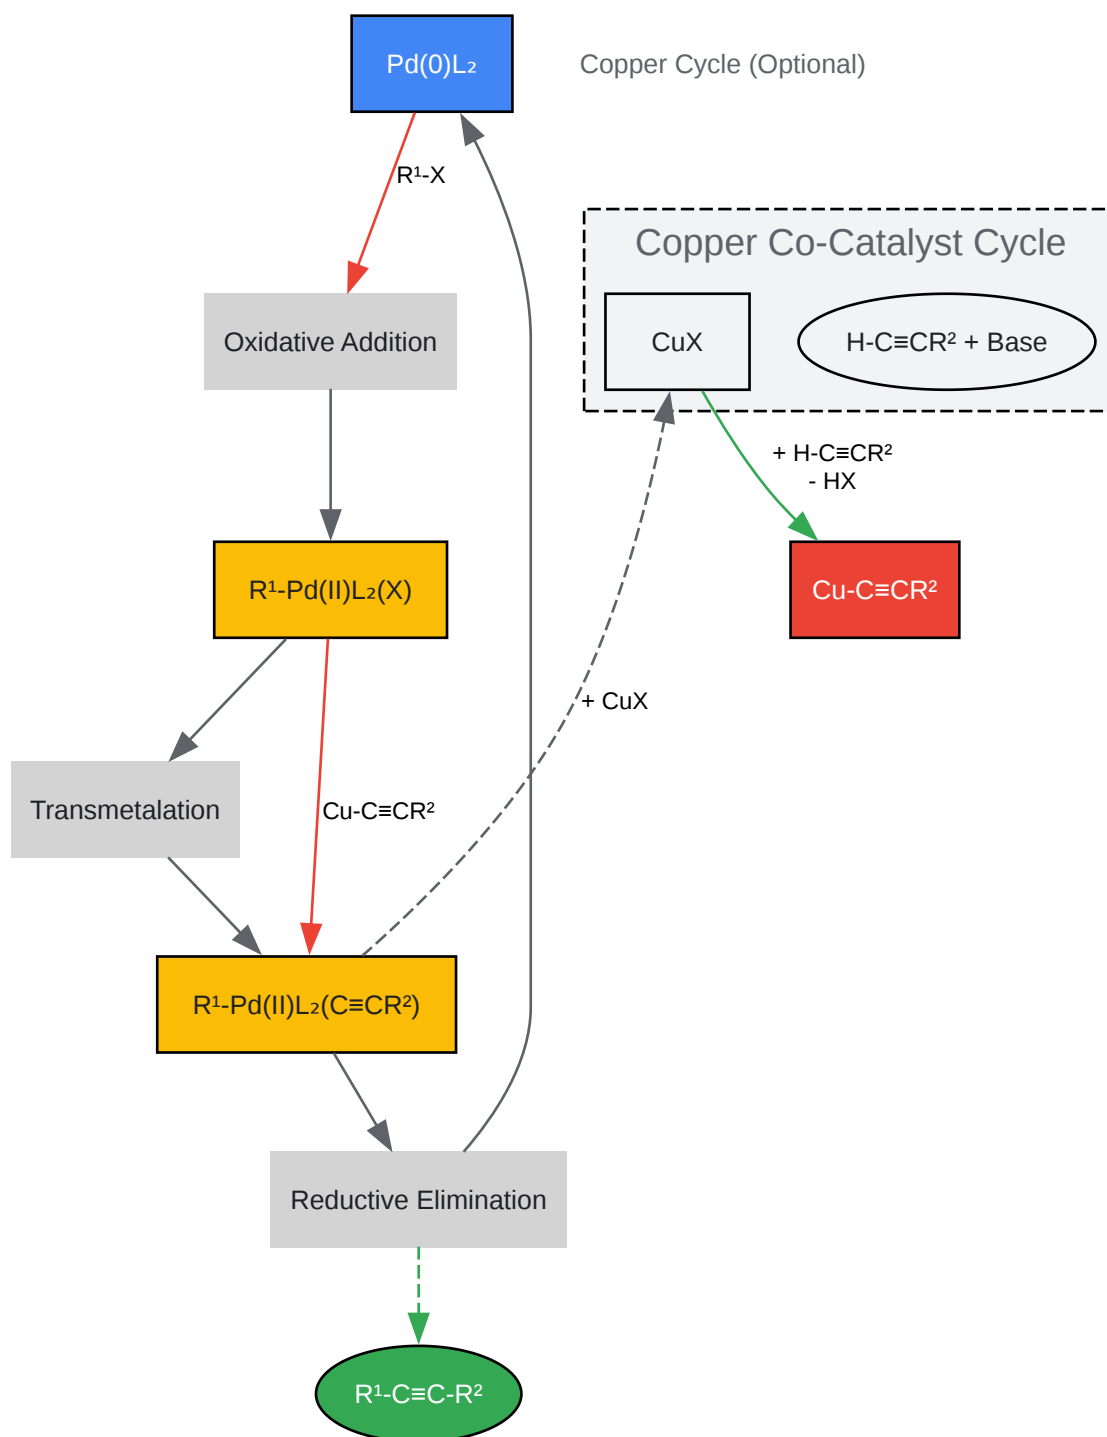 Pd(0)L₂
Copper Cycle (Optional)
R¹-X
Copper Co-Catalyst Cycle
Oxidative Addition
CuX
H-C≡CR² + Base
+ H-C≡CR²
- HX
R¹-Pd(II)L₂(X)
Cu-C≡CR²
+ CuX
Transmetalation
Cu-C≡CR²
R¹-Pd(II)L₂(C≡CR²)
Reductive Elimination
R¹-C≡C-R²